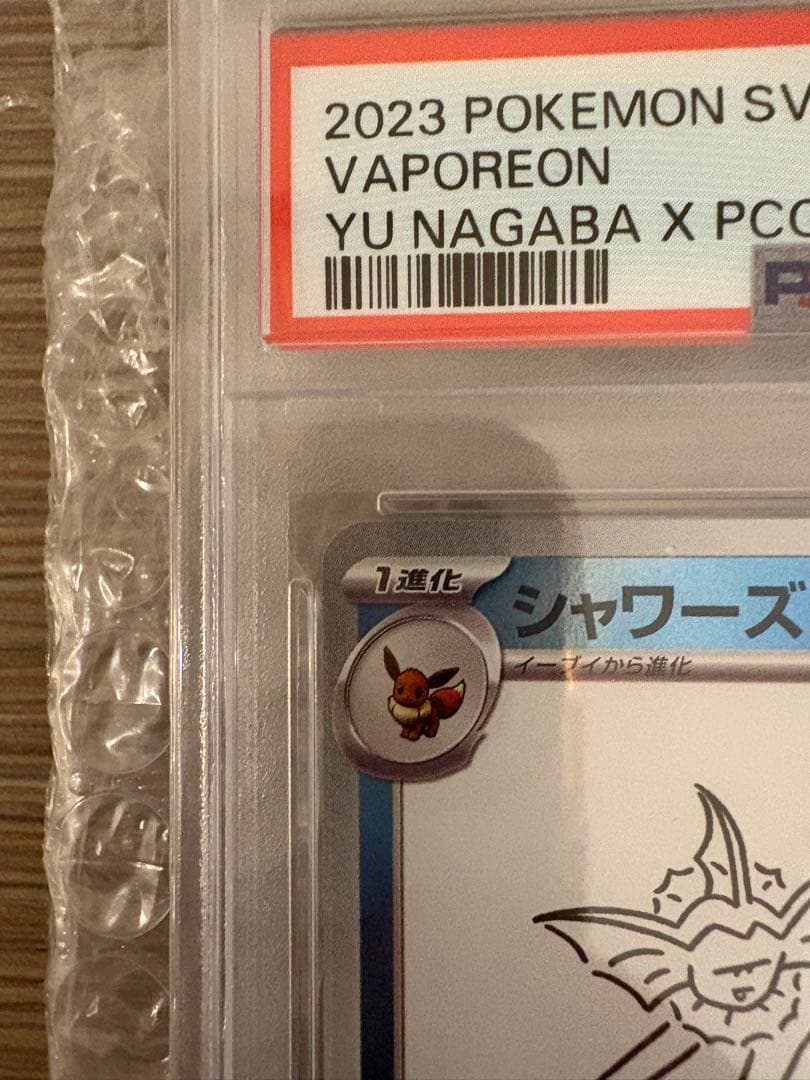 2023 POKEMON SV
VAPOREON
YU NAGABA X PCC
1進化
シャワーズ
イーブイから進化